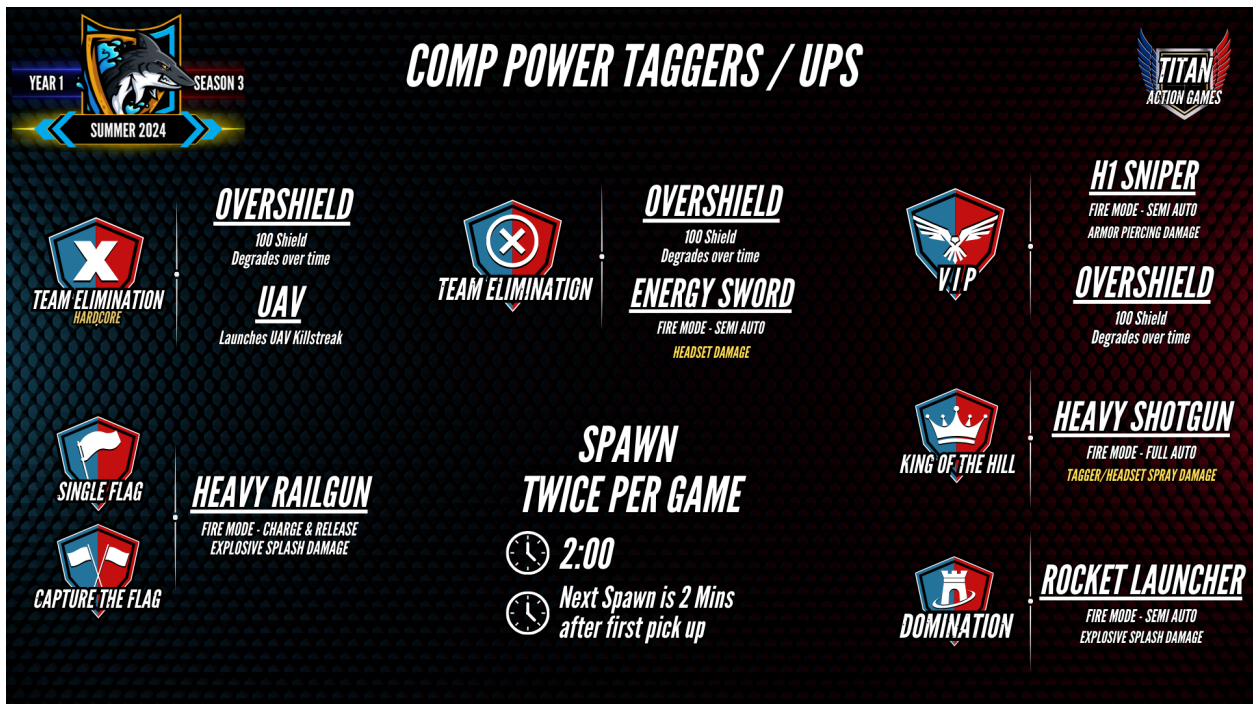 YEAR 1
SEASON 3
SUMMER 2024
COMP POWER TAGGERS / UPS
TITAN
ACTION GAMES
TEAM ELIMINATION
HARDCORE
OVERSHIELD
100 Shield
Degrades over time
UAV
Launches UAV Killstreak
TEAM ELIMINATION
OVERSHIELD
100 Shield
Degrades over time
ENERGY SWORD
FIRE MODE - SEMI AUTO
HEADSET DAMAGE
VIP
H1 SNIPER
FIRE MODE - SEMI AUTO
ARMOR PIERCING DAMAGE
OVERSHIELD
100 Shield
Degrades over time
SINGLE FLAG
CAPTURE THE FLAG
HEAVY RAILGUN
FIRE MODE - CHARGE & RELEASE
EXPLOSIVE SPLASH DAMAGE
SPAWN
TWICE PER GAME
2:00
Next Spawn is 2 Mins
after first pick up
KING OF THE HILL
HEAVY SHOTGUN
FIRE MODE - FULL AUTO
TAGGER/HEADSET SPRAY DAMAGE
DOMINATION
ROCKET LAUNCHER
FIRE MODE - SEMI AUTO
EXPLOSIVE SPLASH DAMAGE